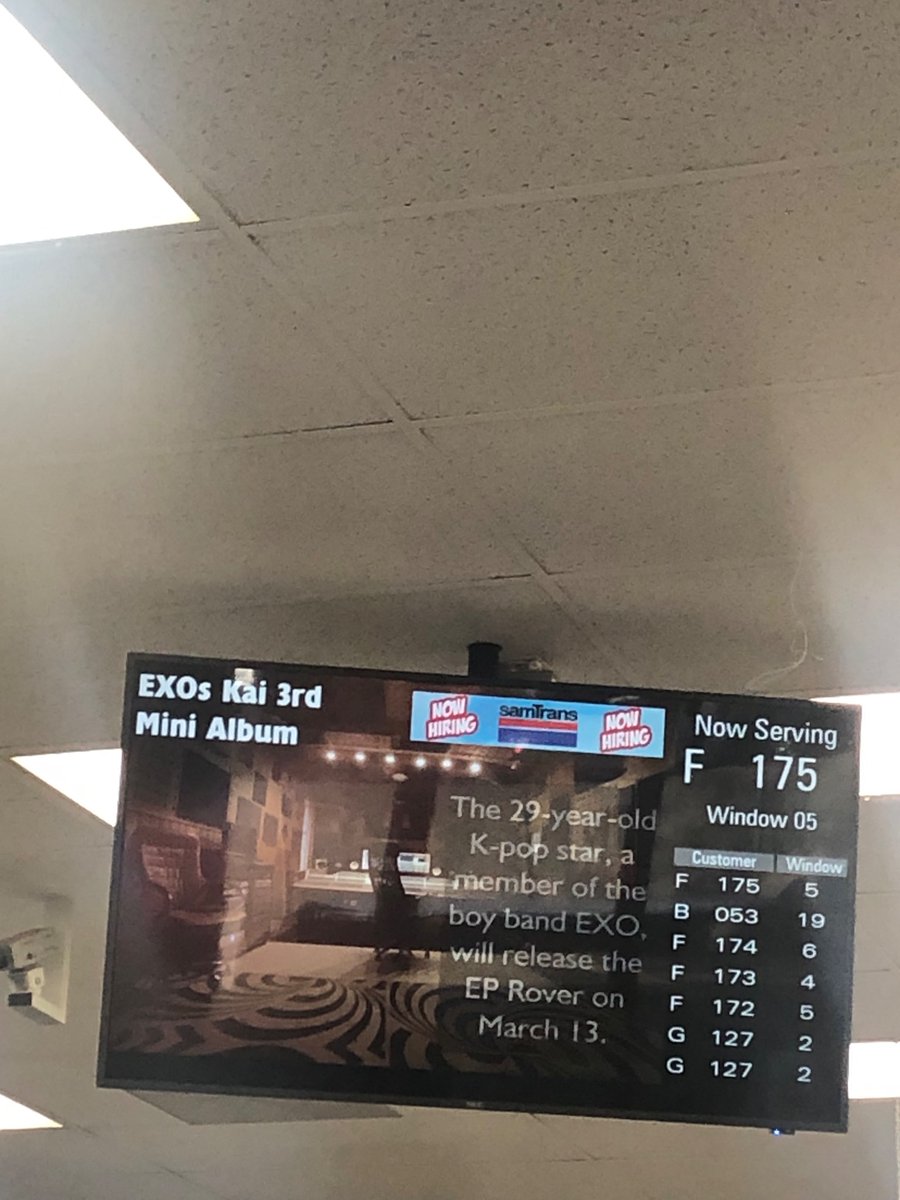 EXOs Kai 3rd
Mini Album
NOW
HIRING
samTrans
NOW
HIRING
The 29-year-old
K-pop star, a
member of the
boy band EXO,
will release the
EP Rover on
March 13.
Now Serving
F 175
Window 05
Customer Window
F 175 5
B 053 19
F 174 6
F 173 4
F 172 5
G 127 2
G 127 2